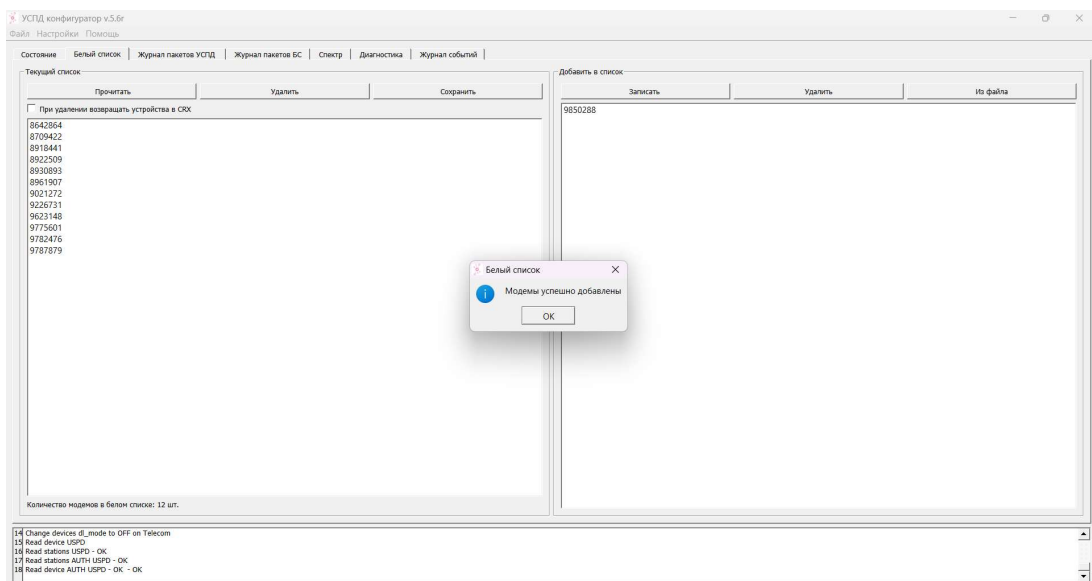 УСПД конфигуратор v.5.6г
Файл Настройки Помощь
Состояние Белый список Журнал пакетов УСПД Журнал пакетов БС Спектр Диагностика Журнал событий
Текущий список
Прочитать Удалить Сохранить
При удалении возвращать устройства в CRX
8642864
8709422
8918441
8922509
8930893
8961907
9021272
9226731
9623148
9775601
9782476
9787879
Количество модемов в белом списке: 12 шт.
Добавить в список
Записать Удалить Из файла
9850288
Белый список
Модемы успешно добавлены
OK
14 Change devices dl_mode to OFF on Telecom
15 Read device USPD
16 Read stations USPD - OK
17 Read stations AUTH USPD - OK
18 Read device AUTH USPD - OK - OK